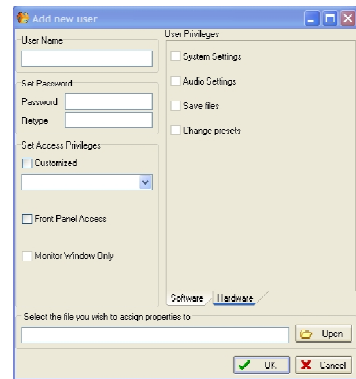 Add new user
User Name
Set Password
Password
Retype
Set Access Privileges
Customized
Front Panel Access
Monitor Window Only
User Privileges
System Settings
Audio Settings
Save files
Change presets
Software Hardware
Select the file you wish to assign properties to
Open
OK Cancel